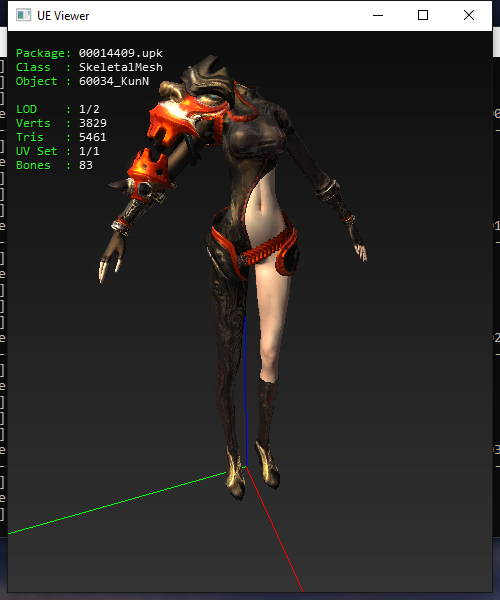 UE Viewer
Package: 00014409.upk
Class : SkeletalMesh
Object : 60034_KunN
LOD : 1/2
Verts : 3829
Tris : 5461
UV Set : 1/1
Bones : 83